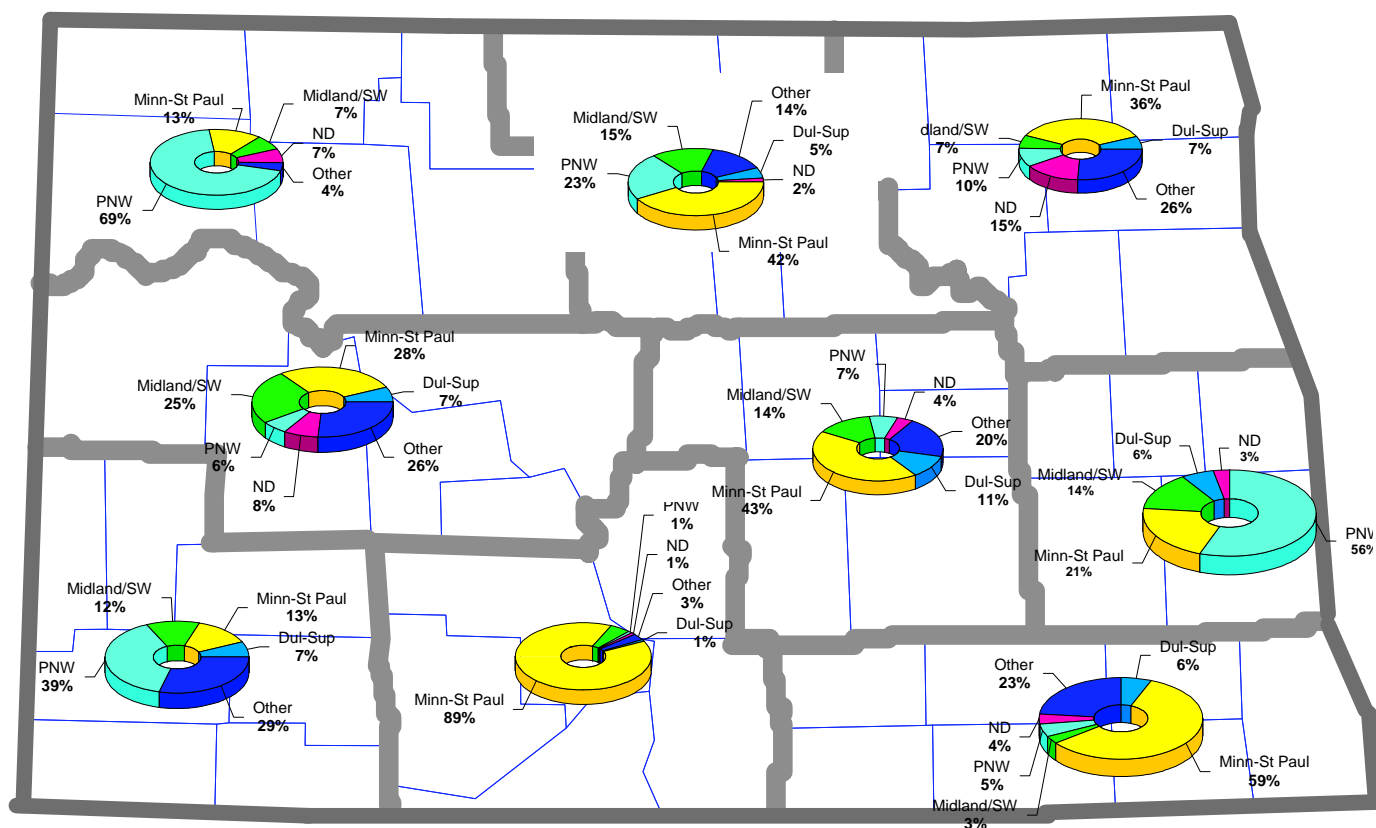 Minn-St Paul
13%
Midland/SW
7%
ND
7%
Other
4%
PNW
69%
Midland/SW
15%
Other
14%
Dul-Sup
5%
ND
2%
PNW
23%
Minn-St Paul
42%
Minn-St Paul
36%
dland/SW
7%
Dul-Sup
7%
PNW
10%
ND
15%
Other
26%
Minn-St Paul
28%
Midland/SW
25%
Dul-Sup
7%
PNW
6%
ND
8%
Other
26%
PNW
7%
ND
4%
Midland/SW
14%
Other
20%
Minn-St Paul
43%
Dul-Sup
11%
Dul-Sup
6%
ND
3%
Midland/SW
14%
PNW
56%
Minn-St Paul
21%
Midland/SW
12%
Minn-St Paul
13%
Dul-Sup
7%
PNW
39%
Other
29%
PNW
1%
ND
1%
Other
3%
Dul-Sup
1%
Minn-St Paul
89%
Dul-Sup
6%
Other
23%
ND
4%
PNW
5%
Midland/SW
3%
Minn-St Paul
59%